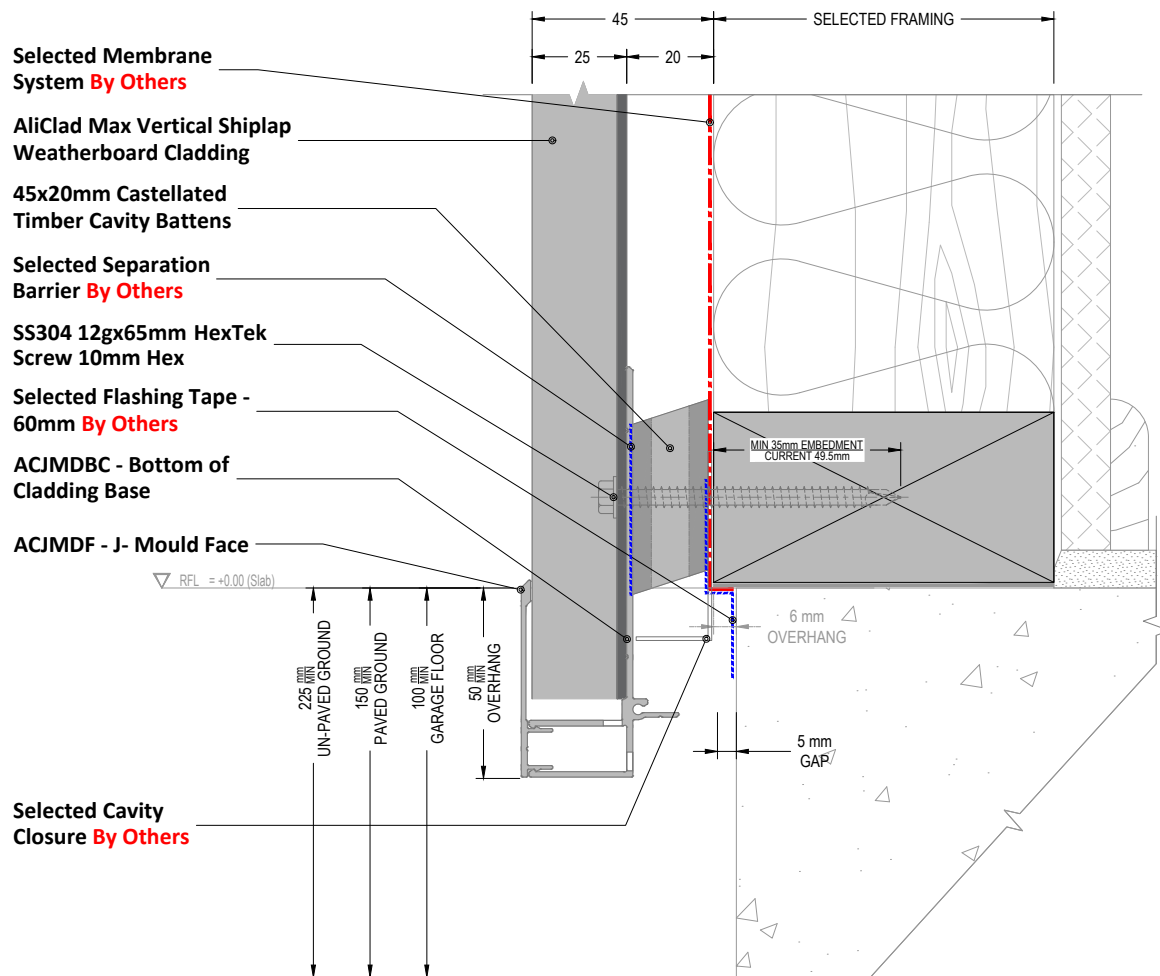 45
SELECTED FRAMING
25
20
Selected Membrane
System By Others
AliClad Max Vertical Shiplap
Weatherboard Cladding
45x20mm Castellated
Timber Cavity Battens
Selected Separation
Barrier By Others
SS304 12gx65mm HexTek
Screw 10mm Hex
Selected Flashing Tape -
60mm By Others
MIN 35mm EMBEDMENT
CURRENT 49.5mm
ACJMDBC - Bottom of
Cladding Base
ACJMDF - J- Mould Face
RFL = +0.00 (Slab)
225 mm MIN
UN-PAVED GROUND
150 mm MIN
PAVED GROUND
100 mm MIN
GARAGE FLOOR
50 mm MIN
OVERHANG
6 mm
OVERHANG
5 mm
GAP
Selected Cavity
Closure By Others